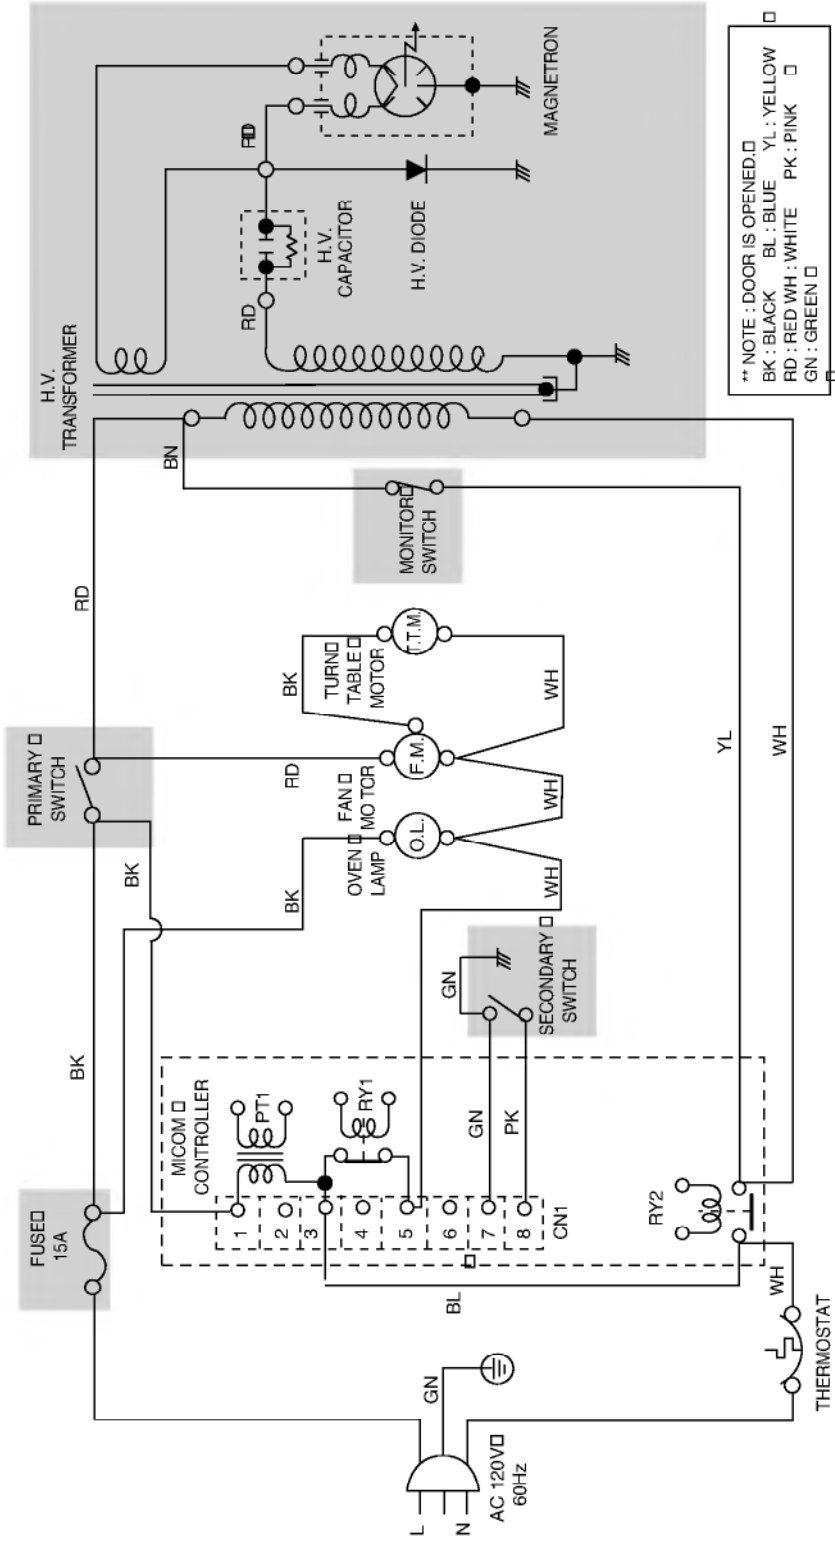 FUSE
15A
PRIMARY
SWITCH
H.V.
TRANSFORMER
BK
BK
RD
BN
RD
RD
H.V.
CAPACITOR
H.V. DIODE
MAGNETRON
MICOM
CONTROLLER
PT1
RY1
1
2
3
4
5
6
7
8
CN1
GN
PK
GN
SECONDARY
SWITCH
BK
OVEN
LAMP
O.L.
RD
FAN
MOTOR
F.M.
BK
TURN
TABLE
MOTOR
T.T.M.
WH
WH
WH
MONITOR
SWITCH
L
N
AC 120V
60Hz
GN
BL
RY2
WH
THERMOSTAT
YL
WH
** NOTE : DOOR IS OPENED.
BK : BLACK BL : BLUE YL : YELLOW
RD : RED WH : WHITE PK : PINK
GN : GREEN